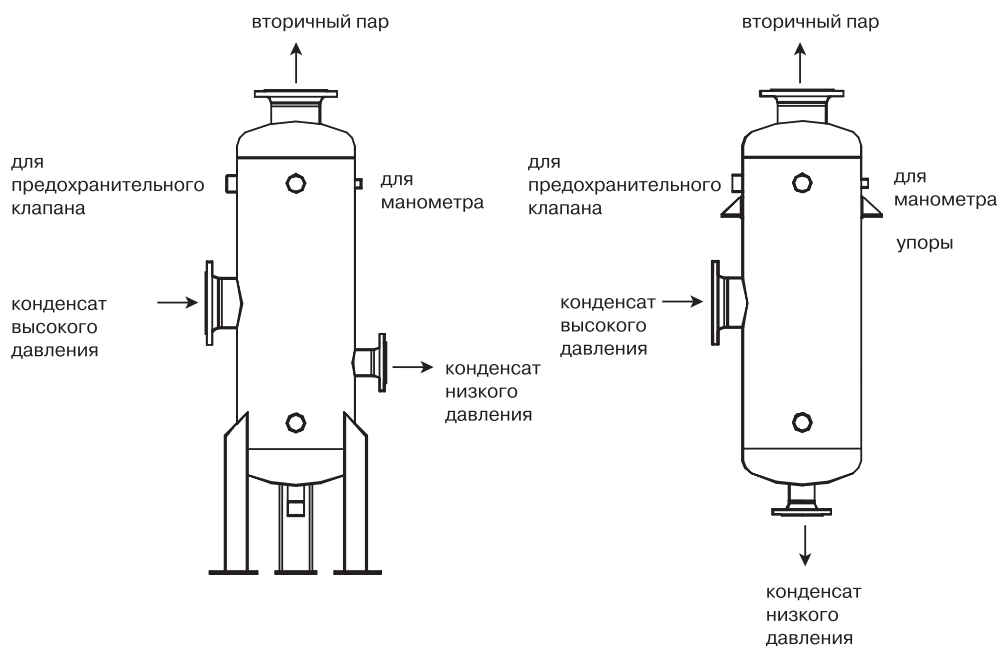 вторичный пар
для
предохранительного
клапана
для
манометра
конденсат
высокого
давления
конденсат
низкого
давления
вторичный пар
для
предохранительного
клапана
для
манометра
упоры
конденсат
высокого
давления
конденсат
низкого
давления